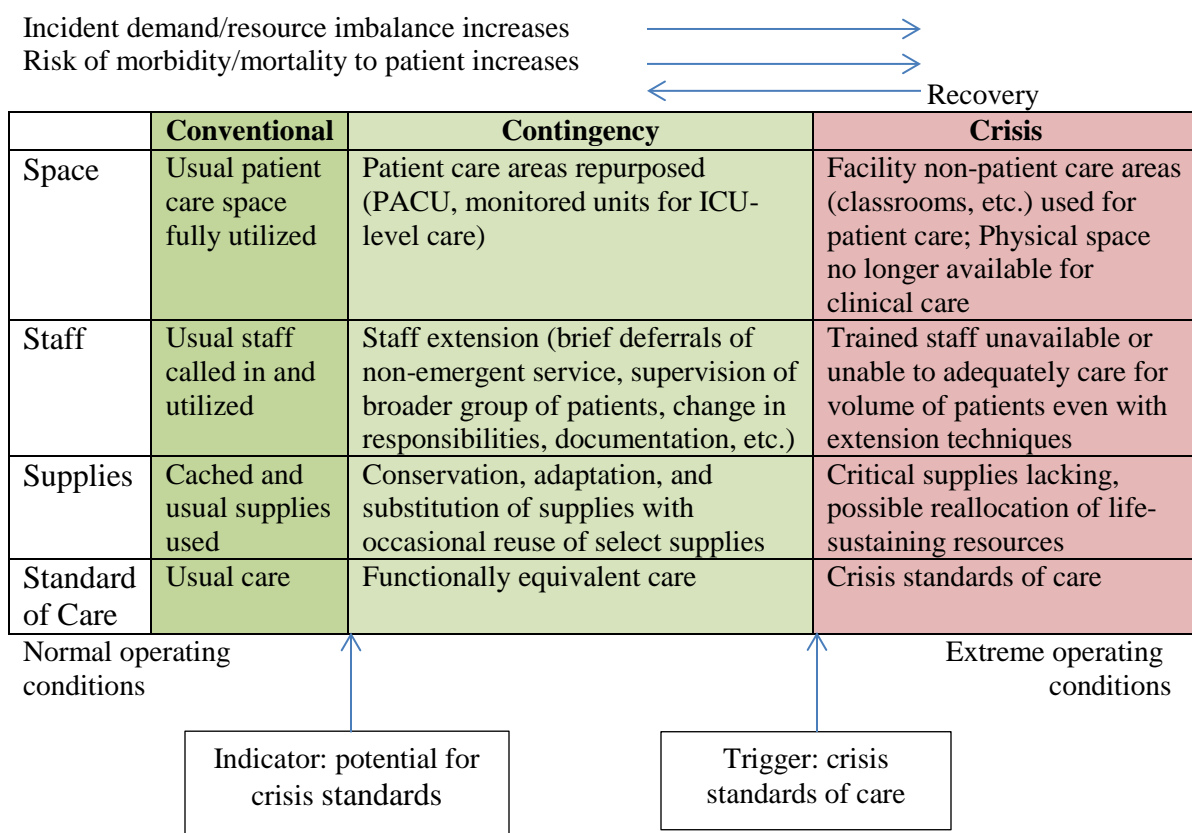 Incident demand/resource imbalance increases
Risk of morbidity/mortality to patient increases
Recovery
Conventional
Contingency
Crisis
Space
Usual patient
care space
fully utilized
Patient care areas repurposed
(PACU, monitored units for ICU-
level care)
Facility non-patient care areas
(classrooms, etc.) used for
patient care; Physical space
no longer available for
clinical care
Staff
Usual staff
called in and
utilized
Staff extension (brief deferrals of
non-emergent service, supervision of
broader group of patients, change in
responsibilities, documentation, etc.)
Trained staff unavailable or
unable to adequately care for
volume of patients even with
extension techniques
Supplies
Cached and
usual supplies
used
Conservation, adaptation, and
substitution of supplies with
occasional reuse of select supplies
Critical supplies lacking,
possible reallocation of life-
sustaining resources
Standard
of Care
Usual care
Functionally equivalent care
Crisis standards of care
Normal operating
conditions
Extreme operating
conditions
Indicator: potential for
crisis standards
Trigger: crisis
standards of care